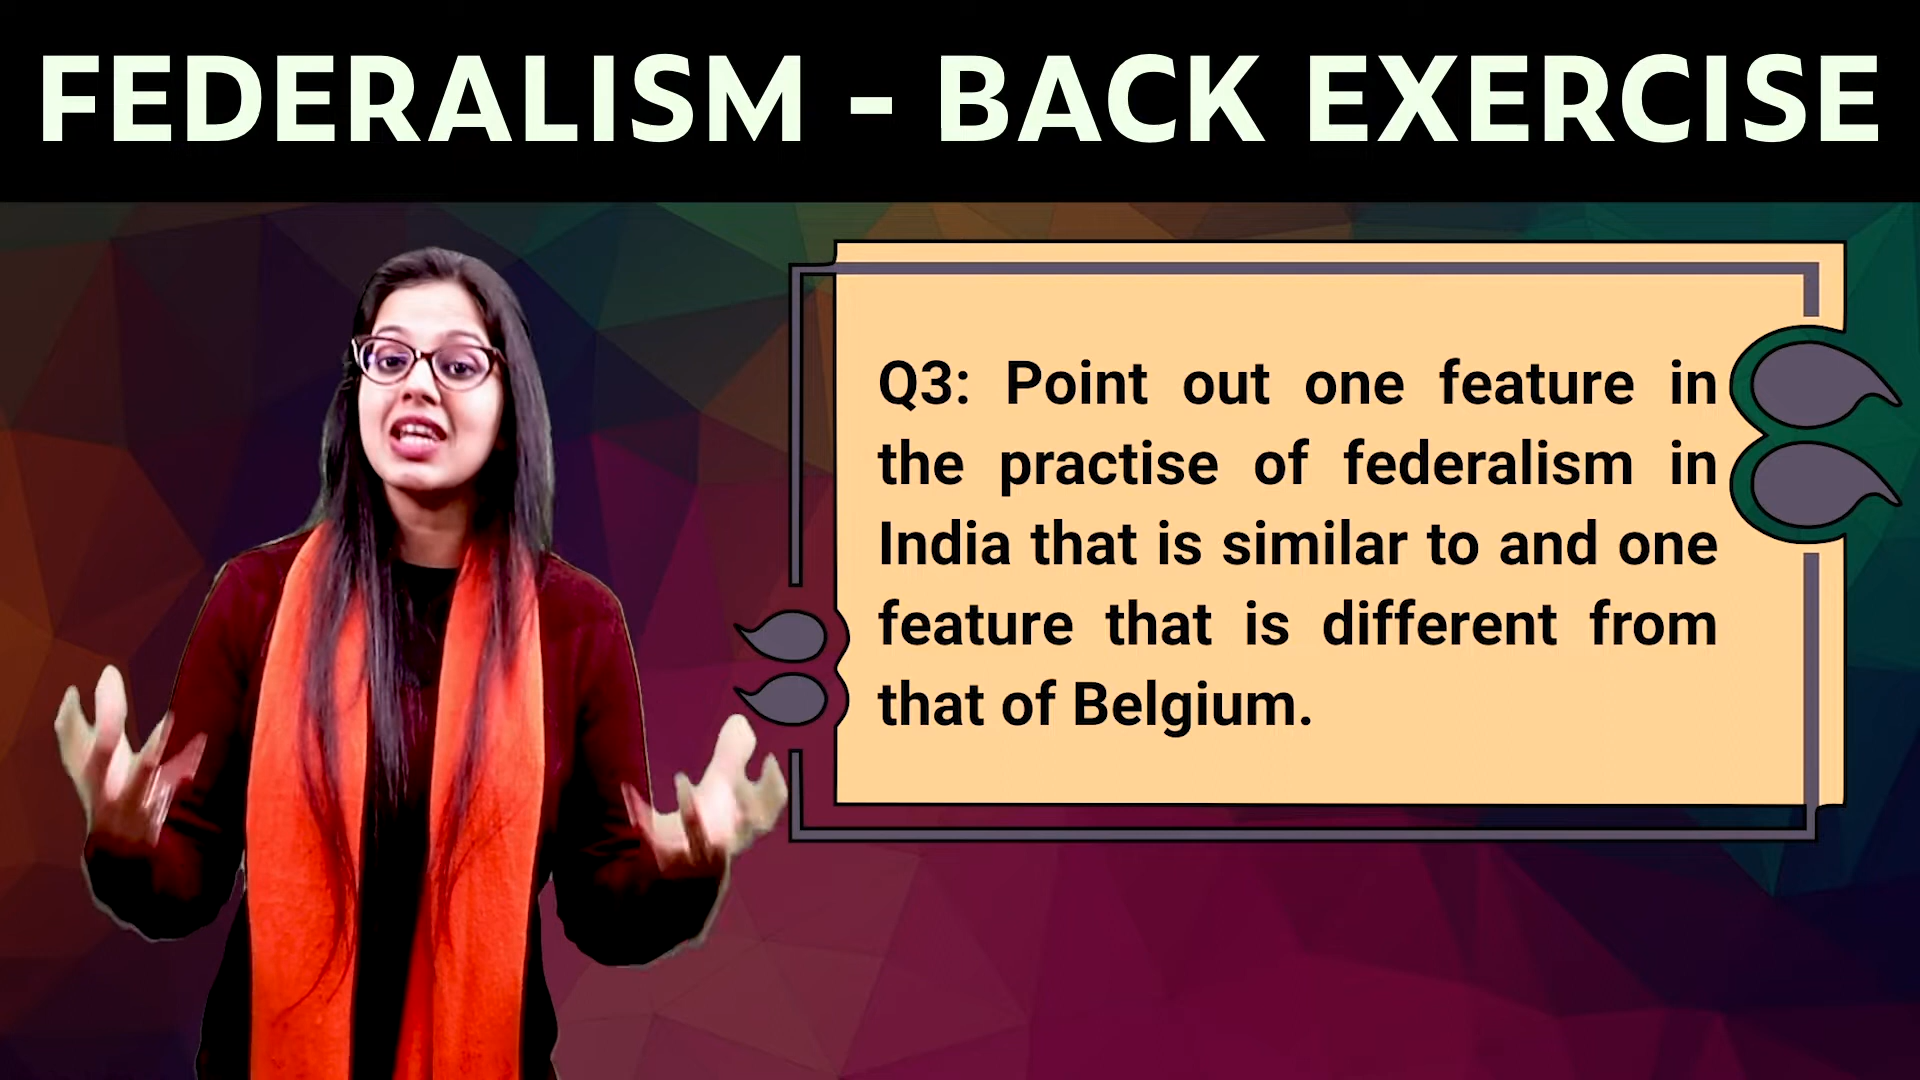 FEDERALISM - BACK EXERCISE
Q3: Point out one feature in
the practise of federalism in
India that is similar to and one
feature that is different from
that of Belgium.